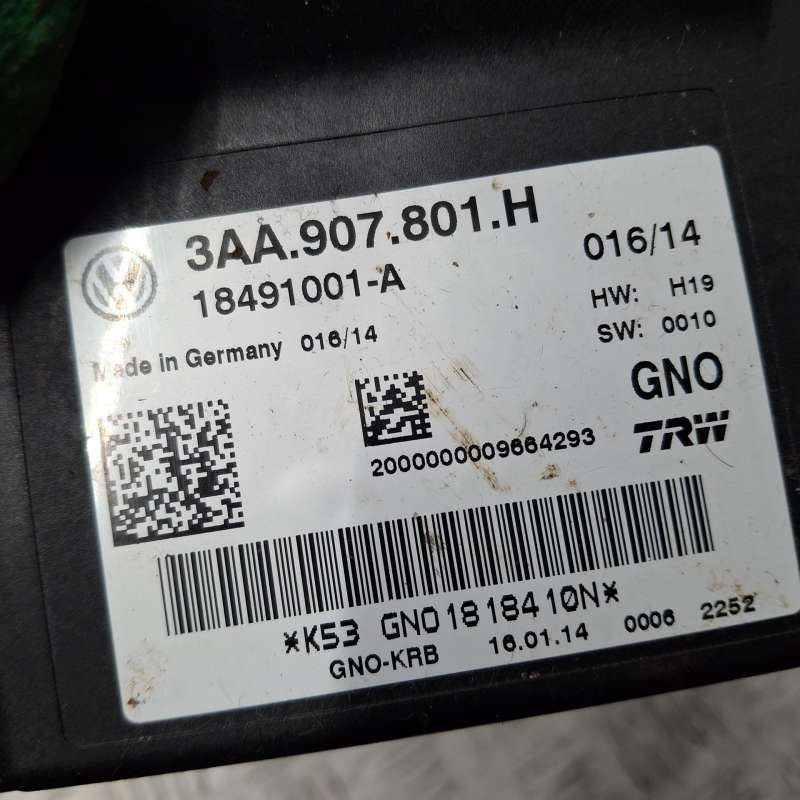 3AA.907.801.H
016/14
18491001-A
HW: H19
Made in Germany 016/14
SW: 0010
GNO
TRW
2000000009664293
*K53 GNO1818410N*
GNO-KRB 16.01.14 0006 2252